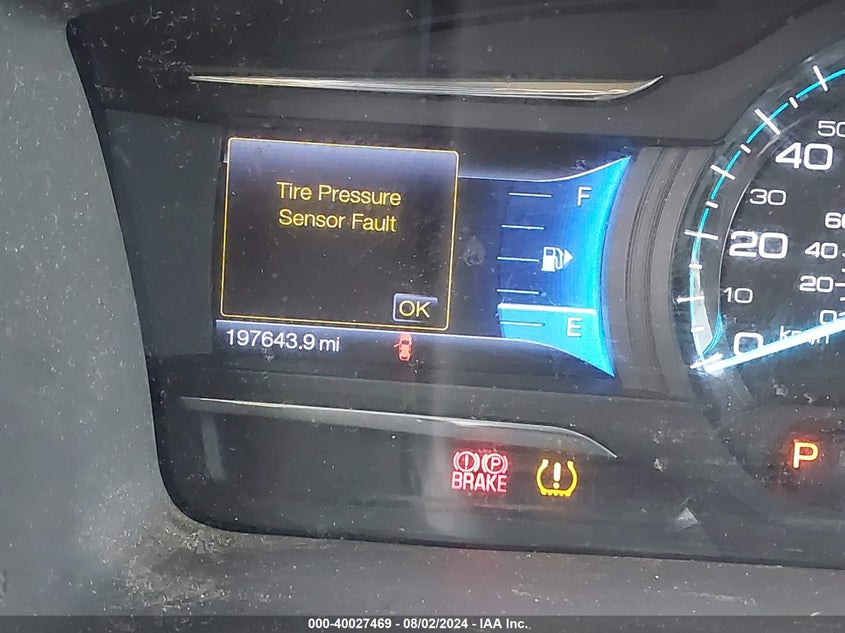 Tire Pressure
Sensor Fault
OK
197643.9 mi
F
E
50
40
30
20
10
0
60
40
20
0
km/h
BRAKE
P
P
000-40027469 - 08/02/2024 - IAA Inc.